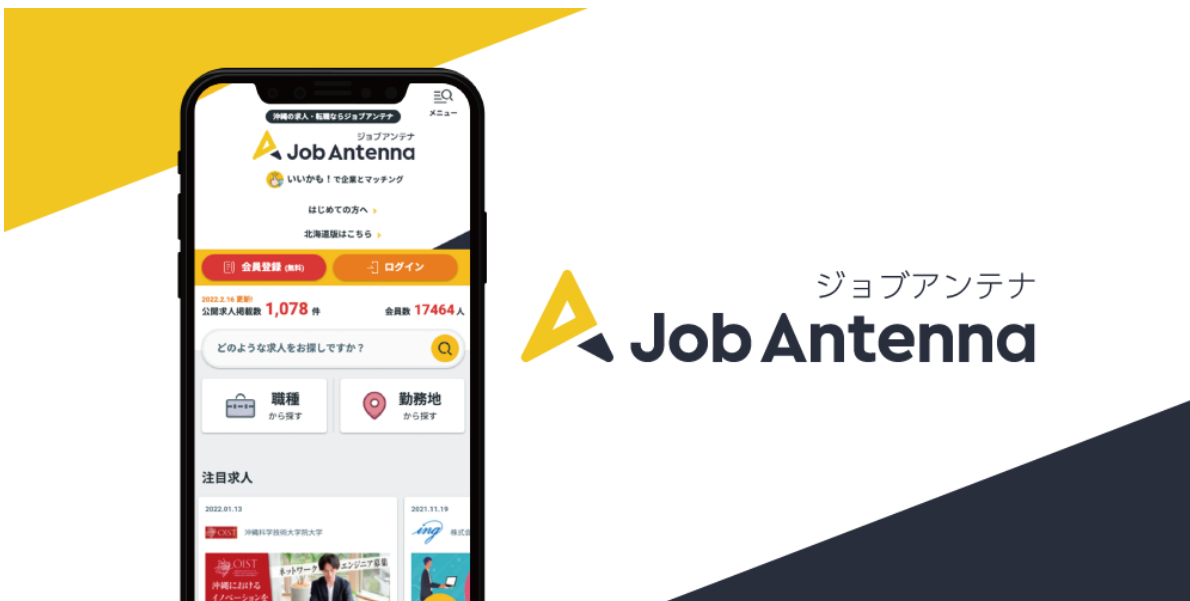 沖縄の求人・転職ならジョブアンテナ
メニュー
ジョブアンテナ
Job Antenna
いいかも！で企業とマッチング
はじめての方へ
北海道版はこちら
会員登録 (無料)
ログイン
2022.2.16 更新!
公開求人掲載数 1,078 件
会員数 17464人
どのような求人をお探しですか？
職種
から探す
勤務地
から探す
注目求人
2022.01.13
OIST
沖縄科学技術大学院大学
OIST
沖縄における
イノベーションを
ネットワークエンジニア募集
2021.11.19
ing
株式会
ジョブアンテナ
Job Antenna